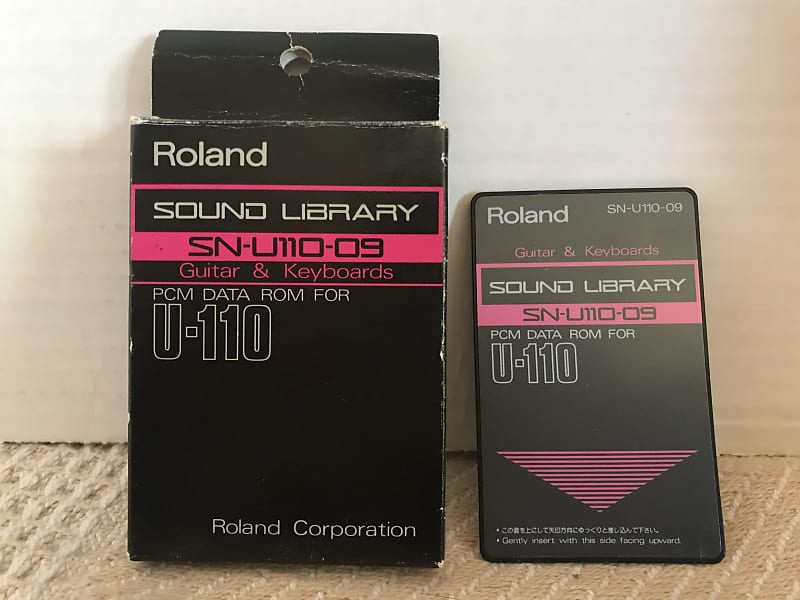 Roland
SOUND LIBRARY
SN-U110-09
Guitar & Keyboards
PCM DATA ROM FOR
U-110
Roland Corporation
Roland SN-U110-09
Guitar & Keyboards
SOUND LIBRARY
SN-U110-09
PCM DATA ROM FOR
U-110
• この面を上にして矢印方向にゆっくりと差し込んで下さい。
• Gently insert with this side facing upward.